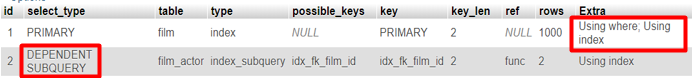 id select_type table type possible_keys key key_len ref rows Extra
1 PRIMARY film index NULL PRIMARY 2 NULL 1000 Using where; Using index
2 DEPENDENT SUBQUERY film_actor index_subquery idx_fk_film_id idx_fk_film_id 2 func 2 Using index